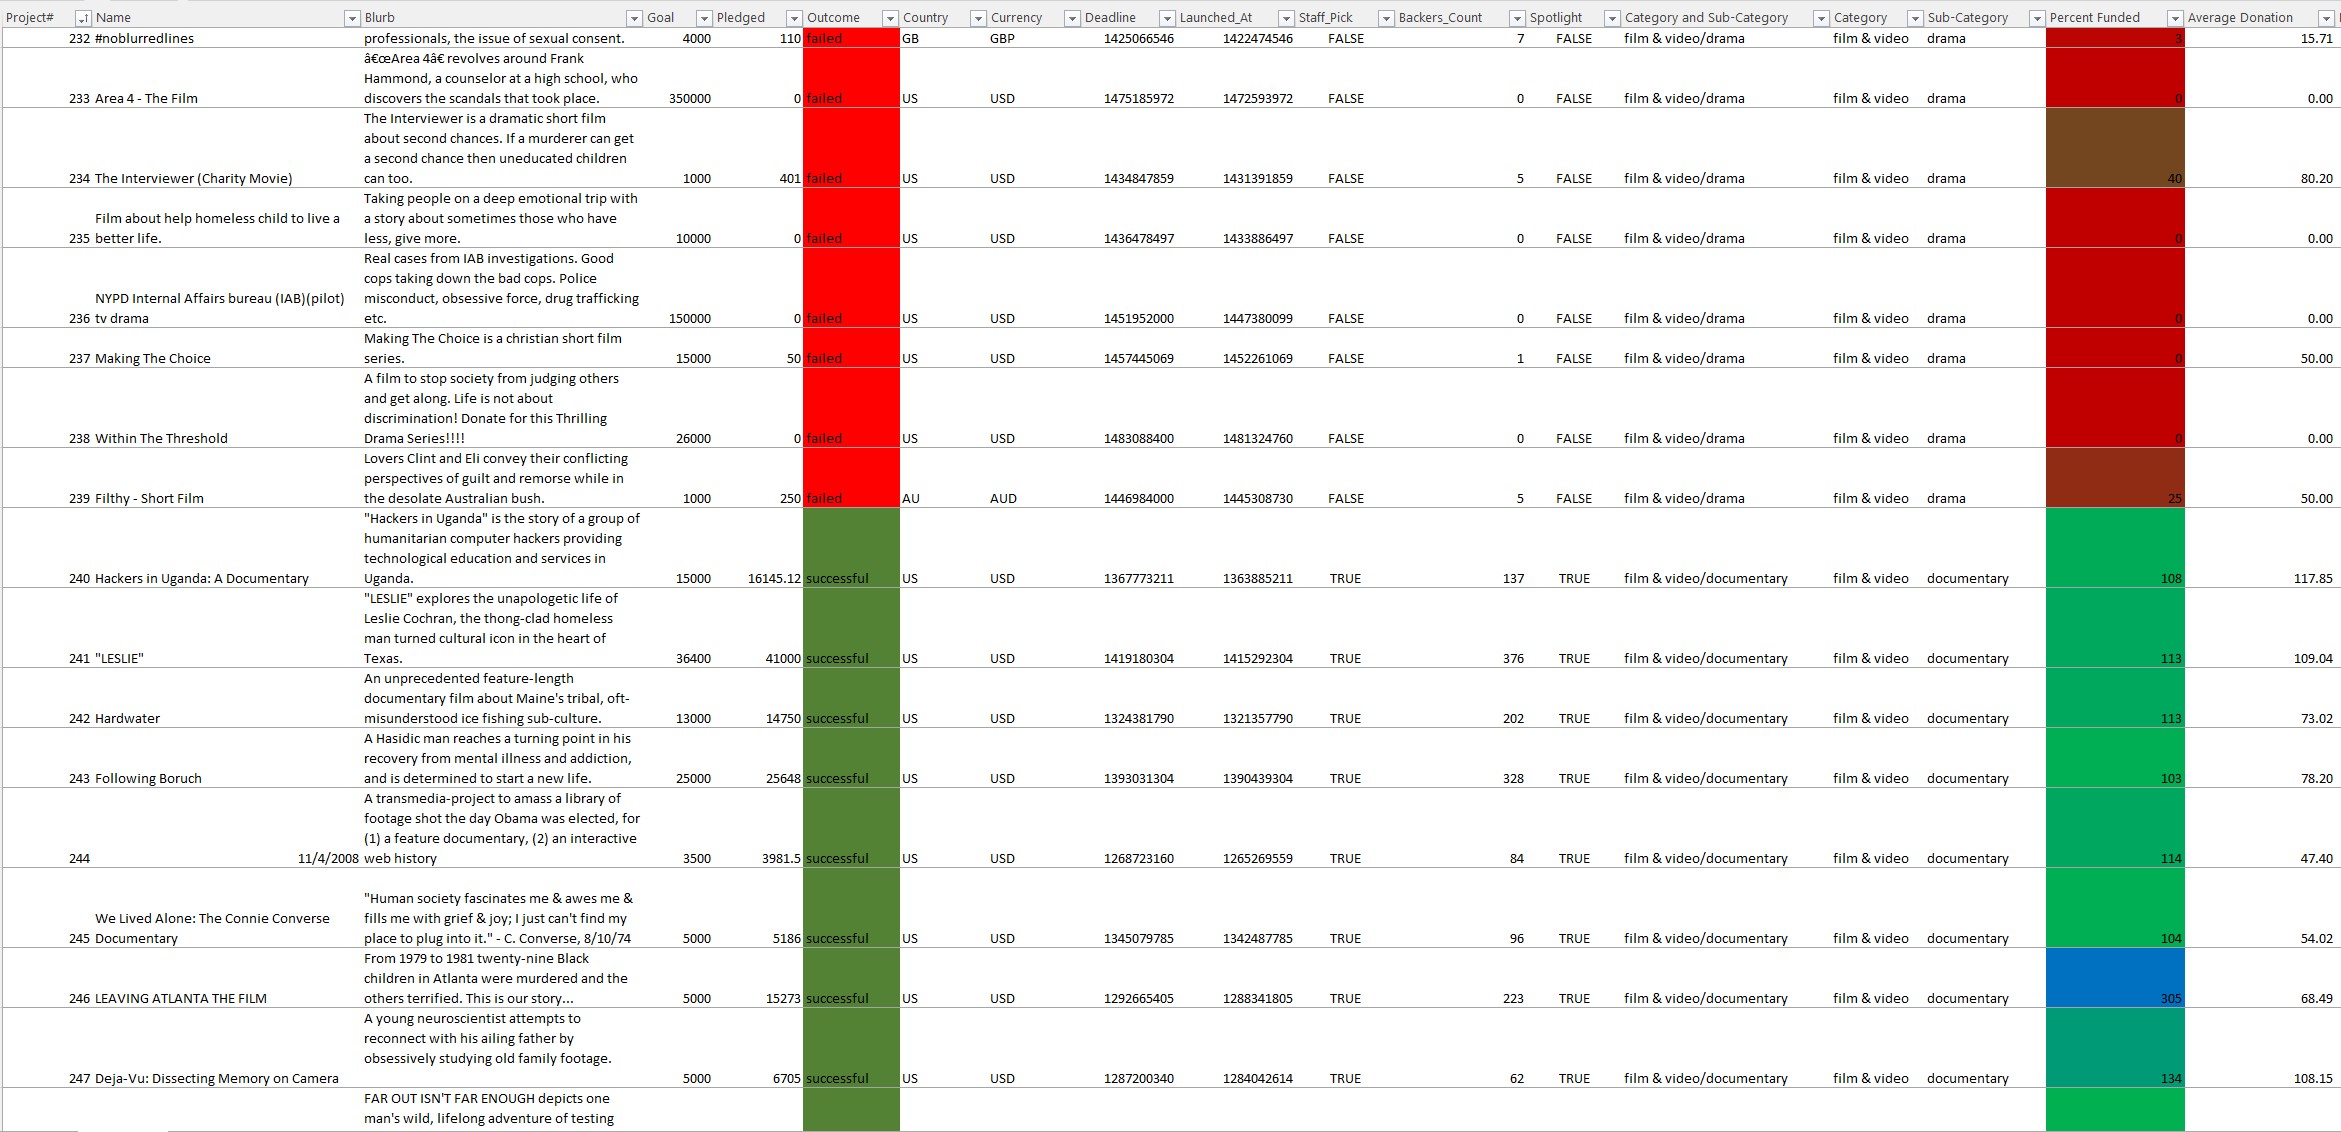 Project# Name Blurb Goal Pledged Outcome Country Currency Deadline Launched_At Staff_Pick Backers_Count Spotlight Category and Sub-Category Category Sub-Category Percent Funded Average Donation
232 #noblurredlines professionals, the issue of sexual consent. 4000 110 failed GB GBP 1425066546 1422474546 FALSE 7 FALSE film & video/drama film & video drama 3 15.71
â€œArea 4â€ revolves around Frank
Hammond, a counselor at a high school, who
233 Area 4 - The Film discovers the scandals that took place. 350000 0 failed US USD 1475185972 1472593972 FALSE 0 FALSE film & video/drama film & video drama 0 0.00
The Interviewer is a dramatic short film
about second chances. If a murderer can get
a second chance then uneducated children
234 The Interviewer (Charity Movie) can too. 1000 401 failed US USD 1434847859 1431391859 FALSE 5 FALSE film & video/drama film & video drama 40 80.20
Taking people on a deep emotional trip with
Film about help homeless child to live a a story about sometimes those who have
235 better life. less, give more. 10000 0 failed US USD 1436478497 1433886497 FALSE 0 FALSE film & video/drama film & video drama 0 0.00
Real cases from IAB investigations. Good
cops taking down the bad cops. Police
NYPD Internal Affairs bureau (IAB)(pilot) misconduct, obsessive force, drug trafficking
236 tv drama etc. 150000 0 failed US USD 1451952000 1447380099 FALSE 0 FALSE film & video/drama film & video drama 0 0.00
Making The Choice is a christian short film
237 Making The Choice series. 15000 50 failed US USD 1457445069 1452261069 FALSE 1 FALSE film & video/drama film & video drama 0 50.00
A film to stop society from judging others
and get along. Life is not about
discrimination! Donate for this Thrilling
238 Within The Threshold Drama Series!!!! 26000 0 failed US USD 1483088400 1481324760 FALSE 0 FALSE film & video/drama film & video drama 0 0.00
Lovers Clint and Eli convey their conflicting
perspectives of guilt and remorse while in
239 Filthy - Short Film the desolate Australian bush. 1000 250 failed AU AUD 1446984000 1445308730 FALSE 5 FALSE film & video/drama film & video drama 25 50.00
"Hackers in Uganda" is the story of a group of
humanitarian computer hackers providing
technological education and services in
240 Hackers in Uganda: A Documentary Uganda. 15000 16145.12 successful US USD 1367773211 1363885211 TRUE 137 TRUE film & video/documentary film & video documentary 108 117.85
"LESLIE" explores the unapologetic life of
Leslie Cochran, the thong-clad homeless
man turned cultural icon in the heart of
241 "LESLIE" Texas. 36400 41000 successful US USD 1419180304 1415292304 TRUE 376 TRUE film & video/documentary film & video documentary 113 109.04
An unprecedented feature-length
documentary film about Maine's tribal, oft-
242 Hardwater misunderstood ice fishing sub-culture. 13000 14750 successful US USD 1324381790 1321357790 TRUE 202 TRUE film & video/documentary film & video documentary 113 73.02
A Hasidic man reaches a turning point in his
recovery from mental illness and addiction,
243 Following Boruch and is determined to start a new life. 25000 25648 successful US USD 1393031304 1390439304 TRUE 328 TRUE film & video/documentary film & video documentary 103 78.20
A transmedia-project to amass a library of
footage shot the day Obama was elected, for
(1) a feature documentary, (2) an interactive
244 11/4/2008 web history 3500 3981.5 successful US USD 1268723160 1265269559 TRUE 84 TRUE film & video/documentary film & video documentary 114 47.40
"Human society fascinates me & awes me &
We Lived Alone: The Connie Converse fills me with grief & joy; I just can't find my
245 Documentary place to plug into it." - C. Converse, 8/10/74 5000 5186 successful US USD 1345079785 1342487785 TRUE 96 TRUE film & video/documentary film & video documentary 104 54.02
From 1979 to 1981 twenty-nine Black
children in Atlanta were murdered and the
246 LEAVING ATLANTA THE FILM others terrified. This is our story... 5000 15273 successful US USD 1292665405 1288341805 TRUE 223 TRUE film & video/documentary film & video documentary 305 68.49
A young neuroscientist attempts to
reconnect with his ailing father by
obsessively studying old family footage.
247 Deja-Vu: Dissecting Memory on Camera 5000 6705 successful US USD 1287200340 1284042614 TRUE 62 TRUE film & video/documentary film & video documentary 134 108.15
FAR OUT ISN'T FAR ENOUGH depicts one
man's wild, lifelong adventure of testing